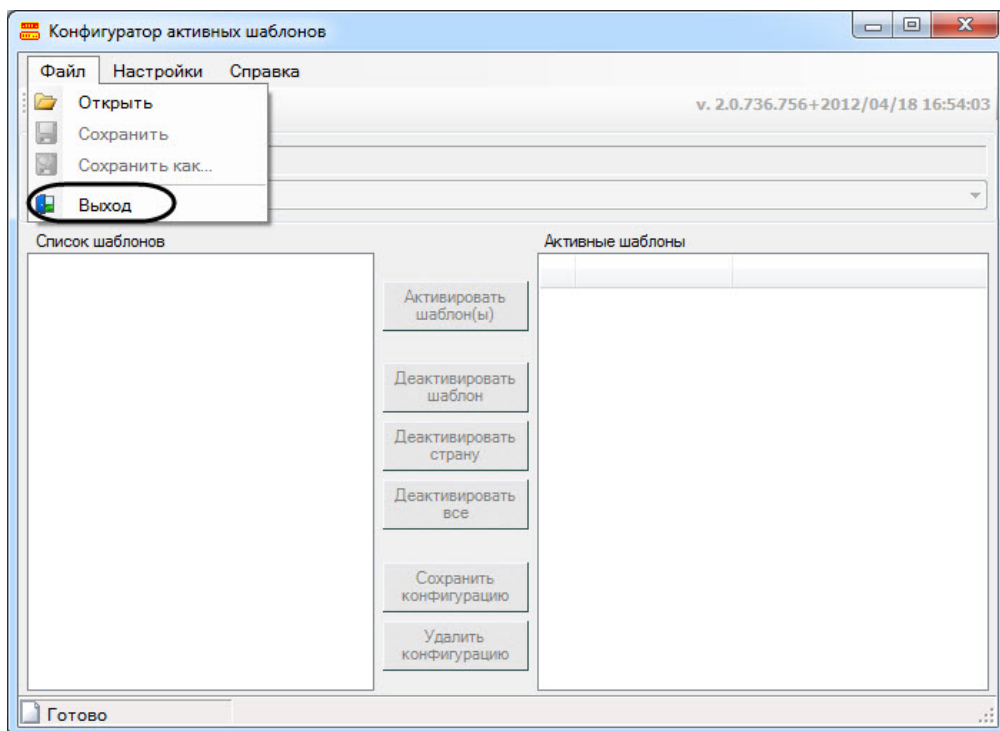 Конфигуратор активных шаблонов
Файл Настройки Справка
Открыть
v. 2.0.736.756+2012/04/18 16:54:03
Сохранить
Сохранить как...
Выход
Список шаблонов
Активные шаблоны
Активировать
шаблон(ы)
Деактивировать
шаблон
Деактивировать
страну
Деактивировать
все
Сохранить
конфигурацию
Удалить
конфигурацию
Готово